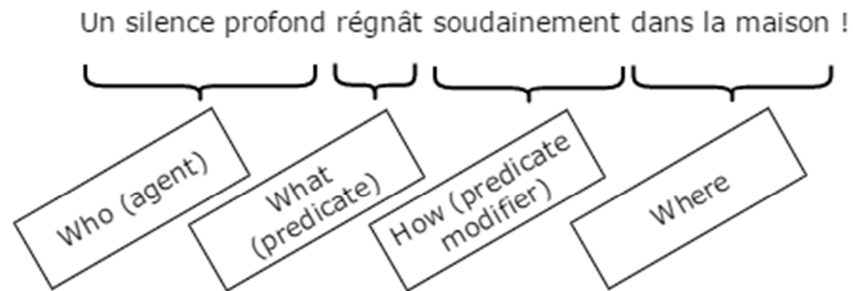 Un silence profond régnât soudainement dans la maison !
Who (agent)
What
(predicate)
How (predicate
modifier)
Where